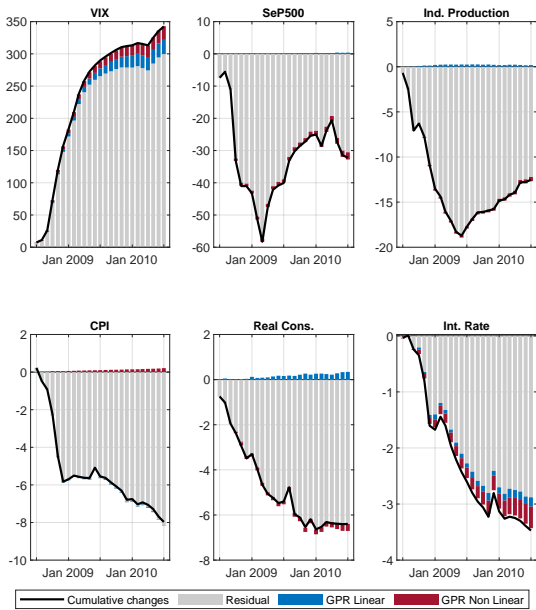 VIX
SeP500
Ind. Production
350
300
250
200
150
100
50
0
Jan 2009
Jan 2010
10
0
-10
-20
-30
-40
-50
-60
Jan 2009
Jan 2010
5
0
-5
-10
-15
-20
Jan 2009
Jan 2010
CPI
Real Cons.
Int. Rate
2
0
-2
-4
-6
-8
-10
Jan 2009
Jan 2010
2
0
-2
-4
-6
-8
Jan 2009
Jan 2010
0
-1
-2
-3
-4
Jan 2009
Jan 2010
Cumulative changes
Residual
GPR Linear
GPR Non Linear